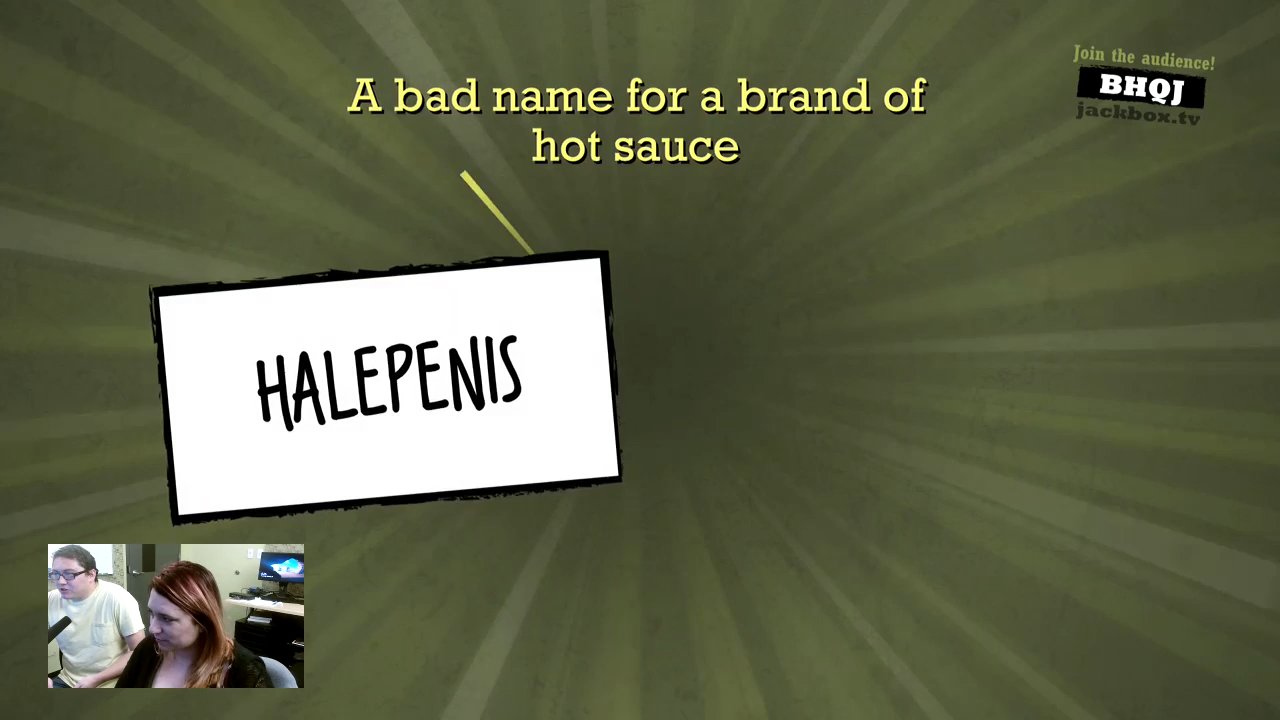 Join the audience!
BHQJ
jackbox.tv
A bad name for a brand of
hot sauce
HALEPENIS